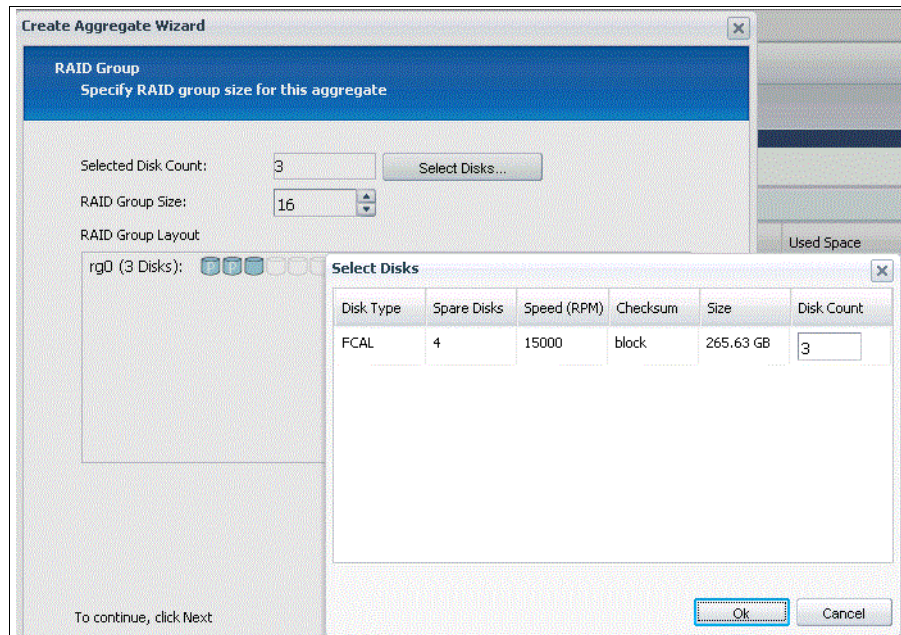 Create Aggregate Wizard
RAID Group
Specify RAID group size for this aggregate
Selected Disk Count: 3 Select Disks...
RAID Group Size: 16
RAID Group Layout
rg0 (3 Disks): P P
Used Space
Select Disks
Disk Type Spare Disks Speed (RPM) Checksum Size Disk Count
FCAL 4 15000 block 265.63 GB 3
To continue, click Next
Ok Cancel